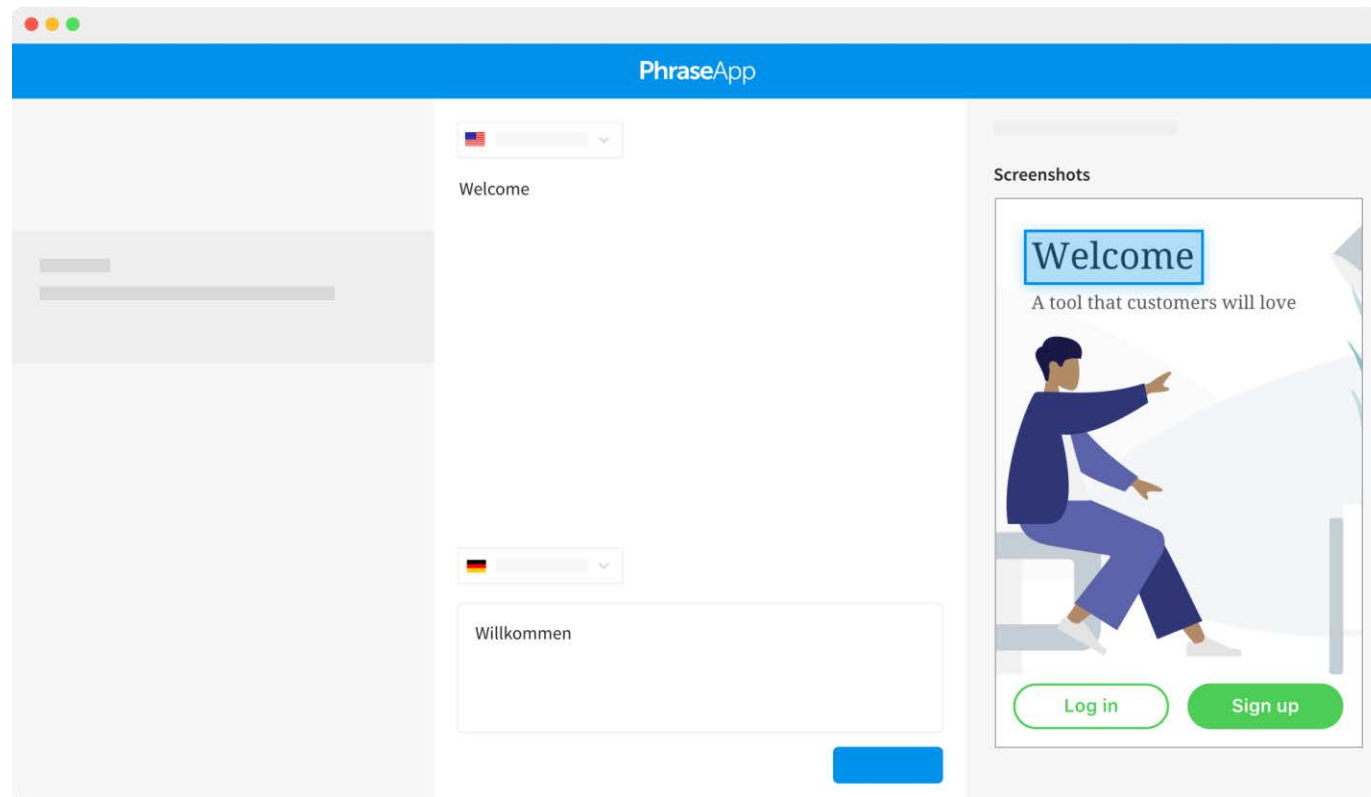 PhraseApp
Welcome
Willkommen
Screenshots
Welcome
A tool that customers will love
Log in
Sign up